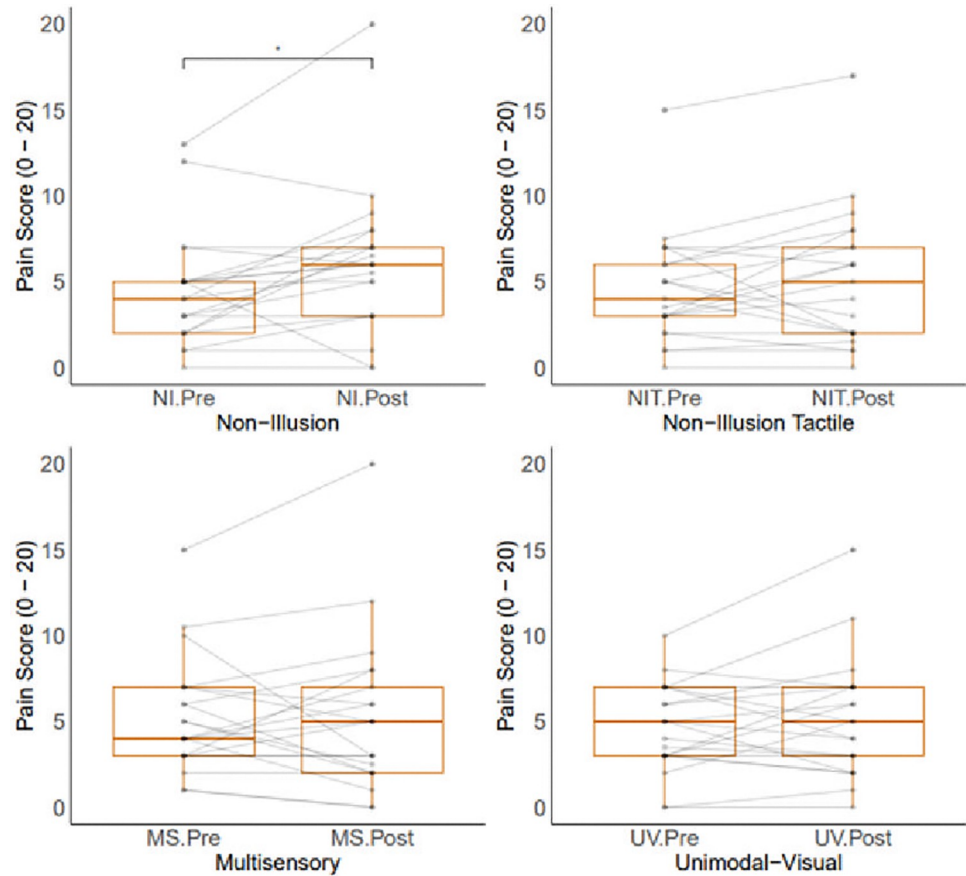 20
15
10
5
0
Pain Score (0 − 20)
*
NI.Pre NI.Post
Non−Illusion
20
15
10
5
0
Pain Score (0 − 20)
NIT.Pre NIT.Post
Non−Illusion Tactile
20
15
10
5
0
Pain Score (0 − 20)
MS.Pre MS.Post
Multisensory
20
15
10
5
0
Pain Score (0 − 20)
UV.Pre UV.Post
Unimodal−Visual